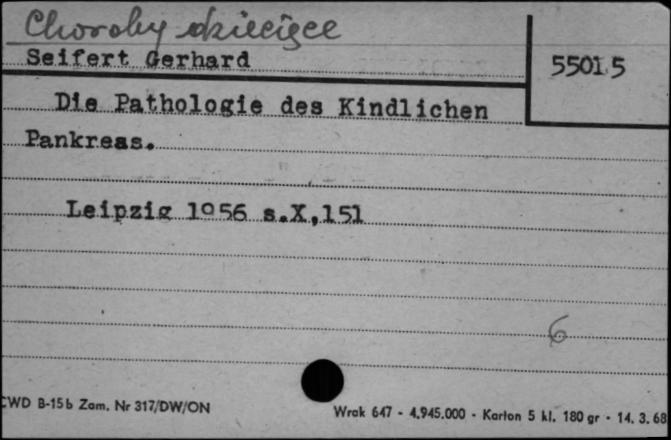 Choroby dziecięce
Seifert Gerhard
55015
Die Pathologie des Kindlichen
Pankreas.
Leipzig 1956 s.X,151
6
CWD B-15b Zam. Nr 317/DW/ON
Wrak 647 - 4.945.000 - Karton 5 kl. 180 gr - 14. 3. 68